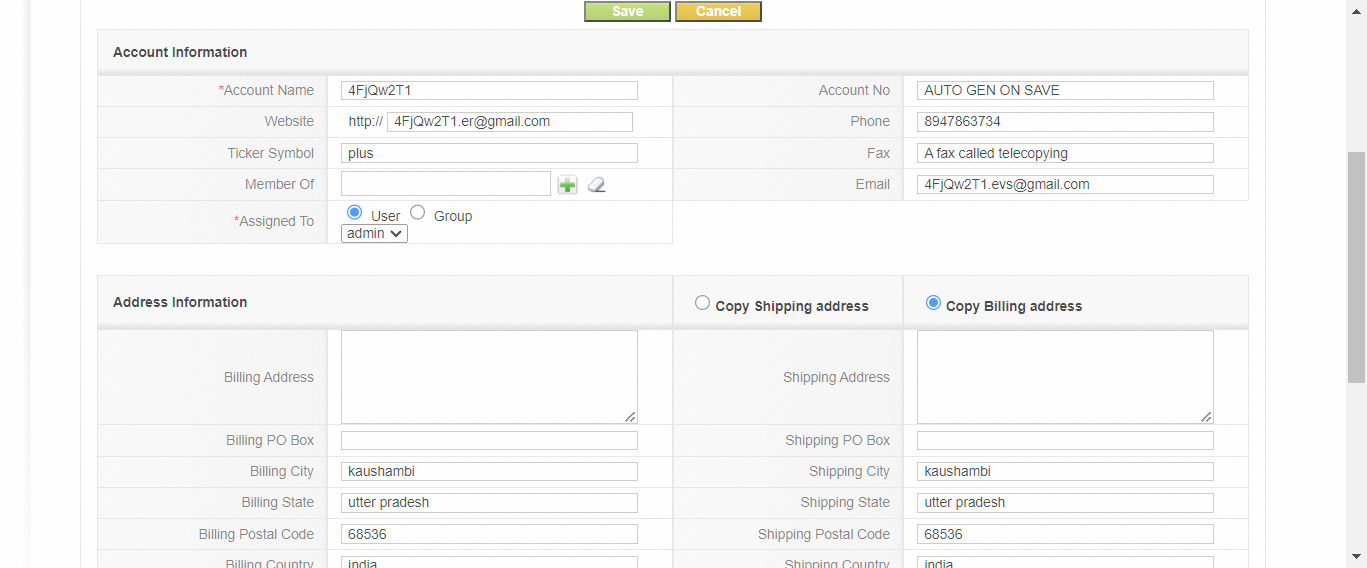 Save Cancel
Account Information
*Account Name 4FjQw2T1 Account No AUTO GEN ON SAVE
Website http:// 4FjQw2T1.er@gmail.com Phone 8947863734
Ticker Symbol plus Fax A fax called telecopying
Member Of Email 4FjQw2T1.evs@gmail.com
*Assigned To User Group
admin
Address Information Copy Shipping address Copy Billing address
Billing Address Shipping Address
Billing PO Box Shipping PO Box
Billing City kaushambi Shipping City kaushambi
Billing State utter pradesh Shipping State utter pradesh
Billing Postal Code 68536 Shipping Postal Code 68536
Billing Country india Shipping Country india